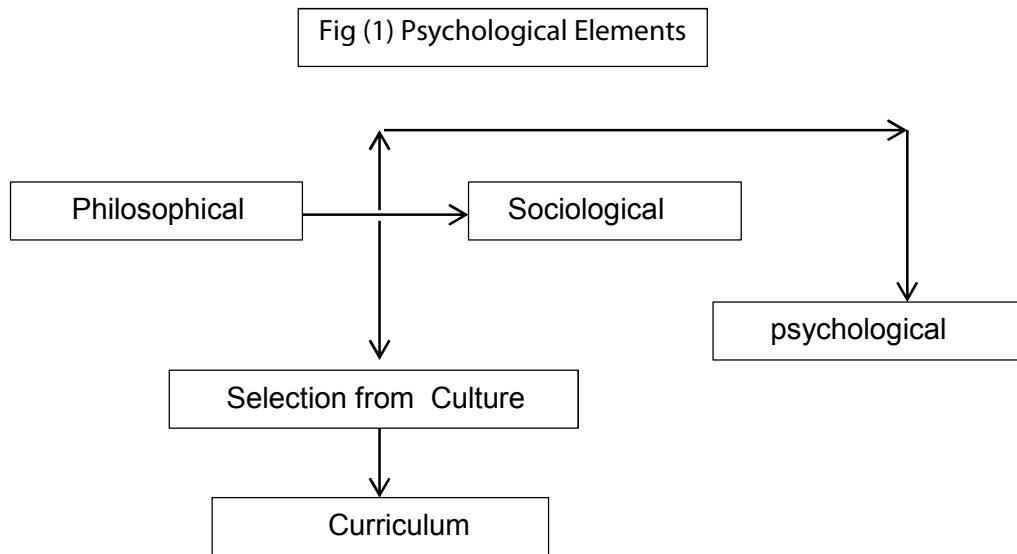 Fig (1) Psychological Elements
Philosophical
Sociological
psychological
Selection from Culture
Curriculum